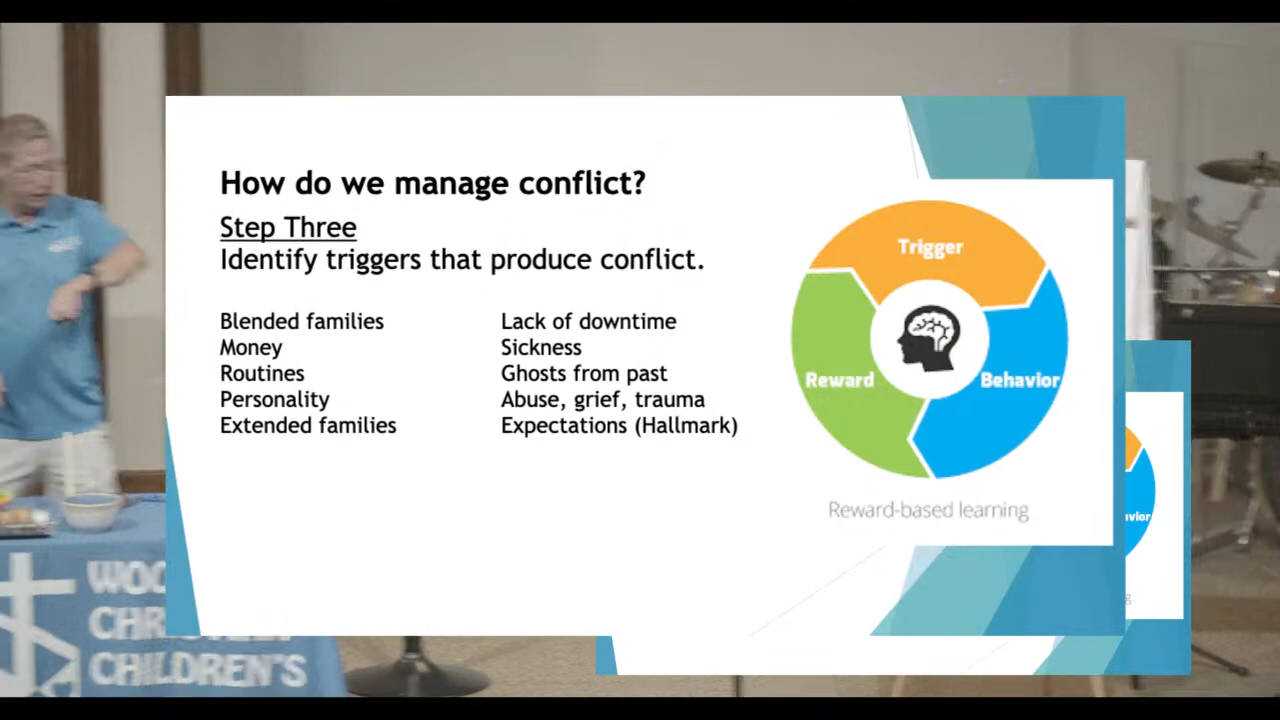 How do we manage conflict?
Step Three
Identify triggers that produce conflict.
Blended families
Money
Routines
Personality
Extended families
Lack of downtime
Sickness
Ghosts from past
Abuse, grief, trauma
Expectations (Hallmark)
Trigger
Reward
Behavior
Reward-based learning
CHILDREN'S